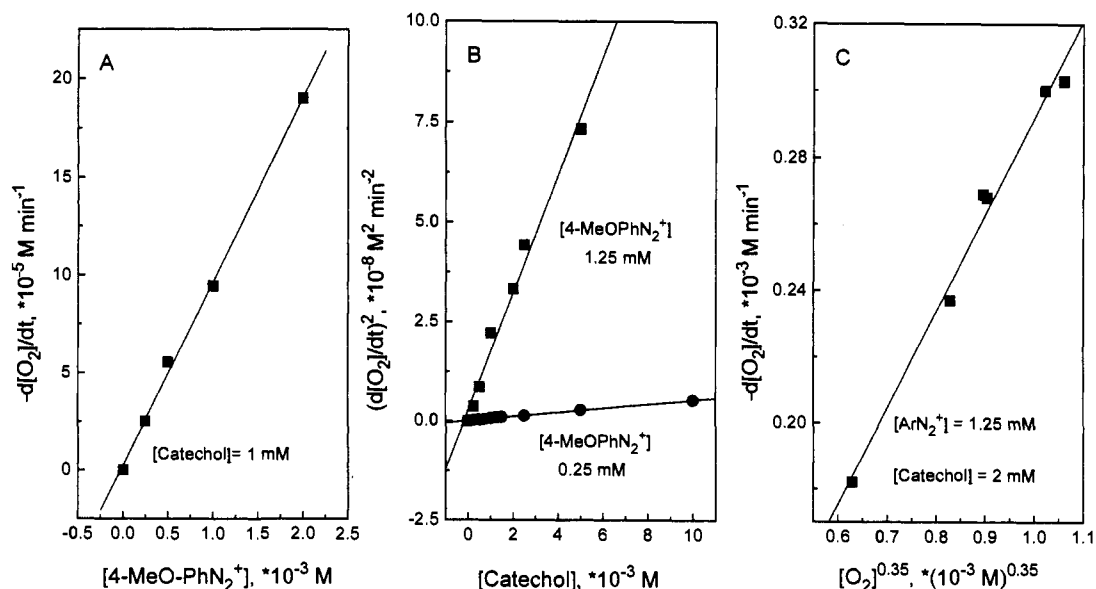 A
20
15
10
5
0
-0.5 0.0 0.5 1.0 1.5 2.0 2.5
-d[O₂]/dt, *10⁻⁵ M min⁻¹
[4-MeO-PhN₂⁺], *10⁻³ M
[Catechol]= 1 mM
B
10.0
7.5
5.0
2.5
0.0
-2.5
0 2 4 6 8 10
(d[O₂]/dt)², *10⁻⁸ M² min⁻²
[Catechol], *10⁻³ M
[4-MeOPhN₂⁺]
1.25 mM
[4-MeOPhN₂⁺]
0.25 mM
C
0.32
0.28
0.24
0.20
0.6 0.7 0.8 0.9 1.0 1.1
-d[O₂]/dt, *10⁻³ M min⁻¹
[O₂]⁰·³⁵, *(10⁻³ M)⁰·³⁵
[ArN₂⁺] = 1.25 mM
[Catechol] = 2 mM